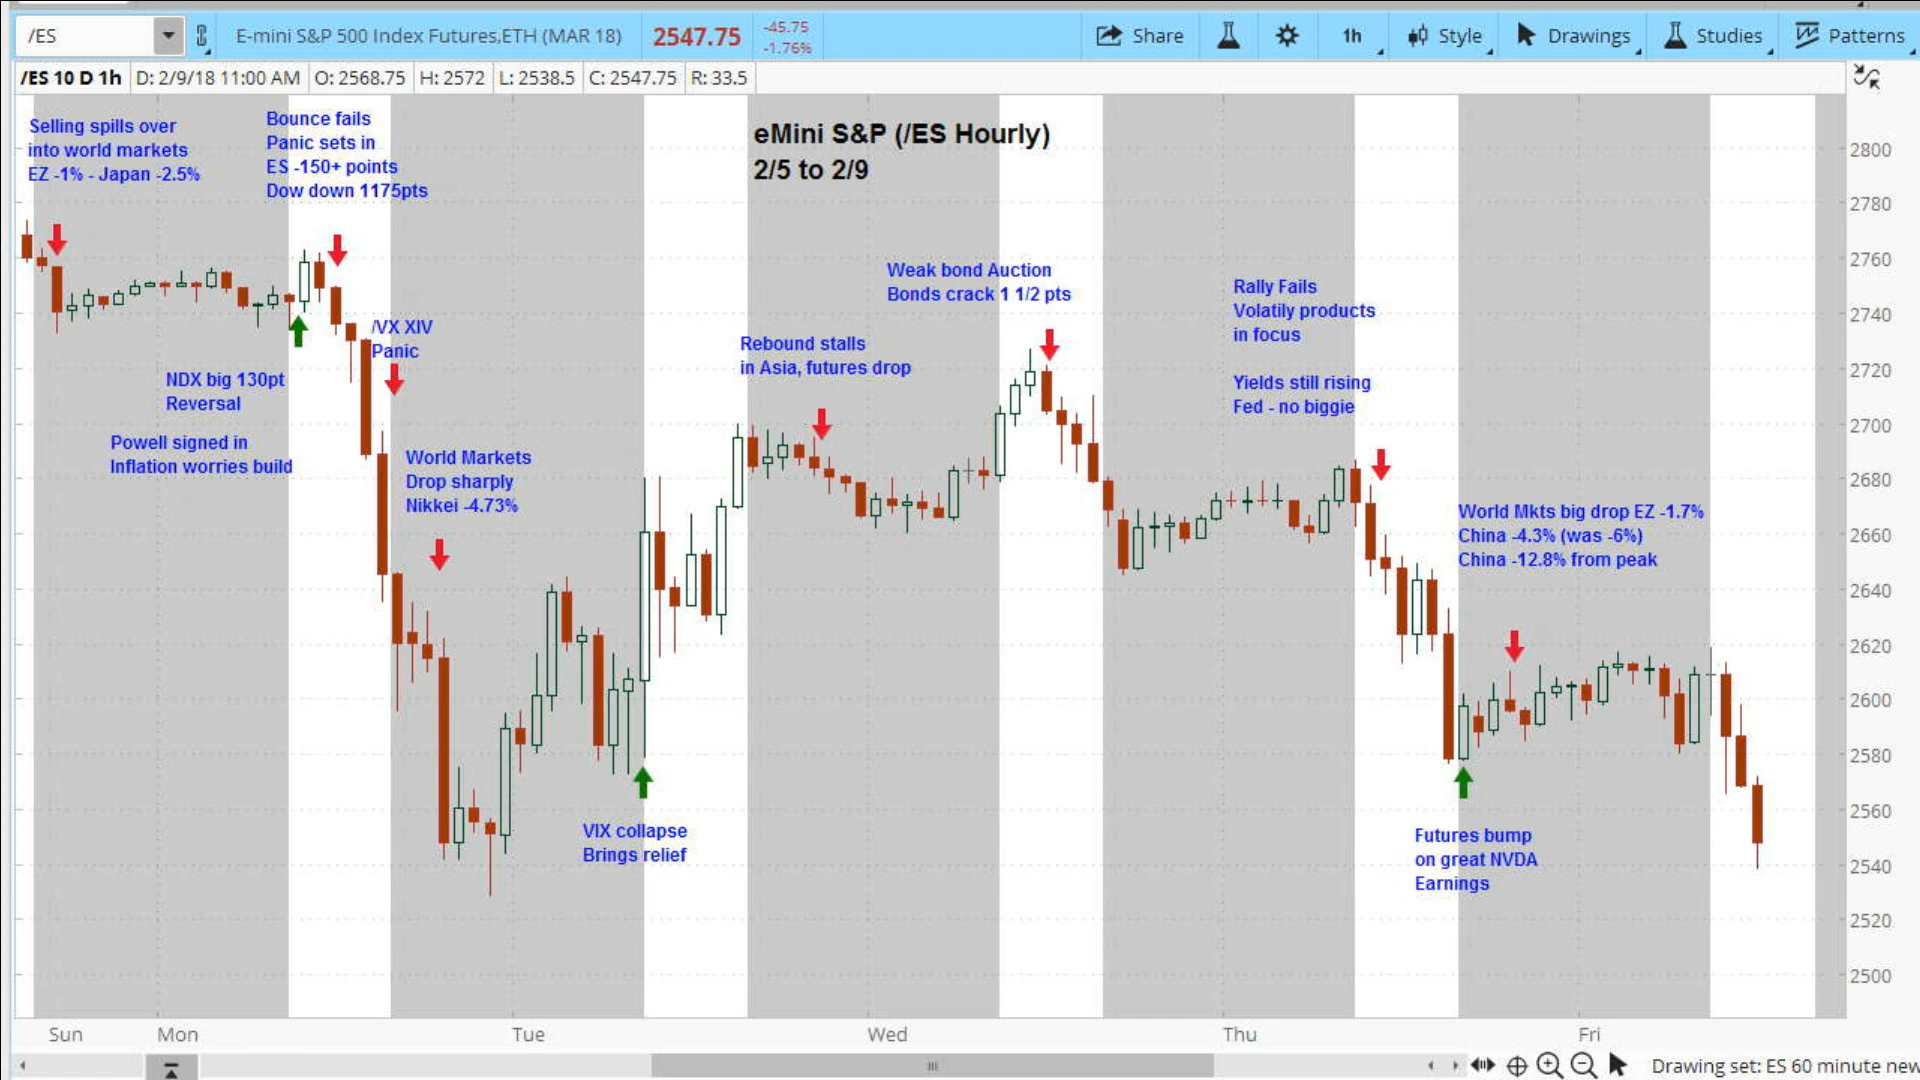 /ES
E-mini S&P 500 Index Futures,ETH (MAR 18)
2547.75
-45.75
-1.76%
Share
1h
Style
Drawings
Studies
Patterns
/ES 10 D 1h
D: 2/9/18 11:00 AM
O: 2568.75
H: 2572
L: 2538.5
C: 2547.75
R: 33.5
Selling spills over
into world markets
EZ -1% - Japan -2.5%
Bounce fails
Panic sets in
ES -150+ points
Dow down 1175pts
eMini S&P (/ES Hourly)
2/5 to 2/9
/VX XIV
Panic
NDX big 130pt
Reversal
Powell signed in
Inflation worries build
World Markets
Drop sharply
Nikkei -4.73%
VIX collapse
Brings relief
Rebound stalls
in Asia, futures drop
Weak bond Auction
Bonds crack 1 1/2 pts
Rally Fails
Volatily products
in focus
Yields still rising
Fed - no biggie
World Mkts big drop EZ -1.7%
China -4.3% (was -6%)
China -12.8% from peak
Futures bump
on great NVDA
Earnings
2800
2780
2760
2740
2720
2700
2680
2660
2640
2620
2600
2580
2560
2540
2520
2500
Sun
Mon
Tue
Wed
Thu
Fri
Drawing set: ES 60 minute new